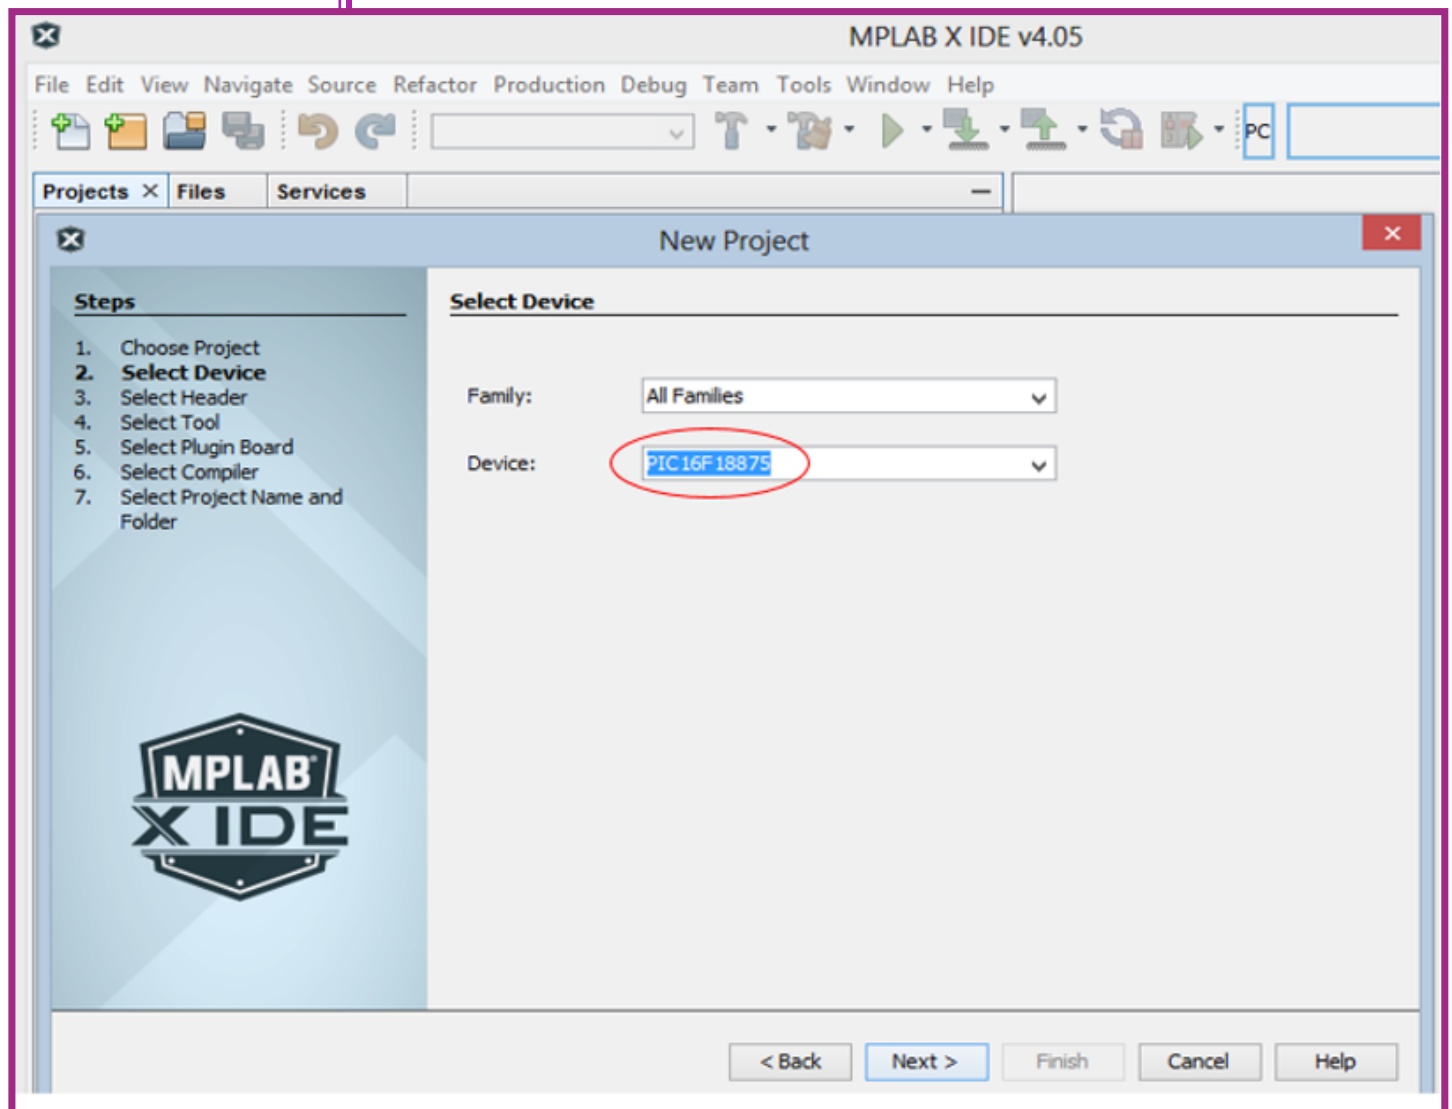 MPLAB X IDE v4.05
File Edit View Navigate Source Refactor Production Debug Team Tools Window Help
PC
Projects Files Services
New Project
Steps
1. Choose Project
2. Select Device
3. Select Header
4. Select Tool
5. Select Plugin Board
6. Select Compiler
7. Select Project Name and
Folder
Select Device
Family: All Families
Device: PIC16F18875
MPLAB
X IDE
< Back Next > Finish Cancel Help